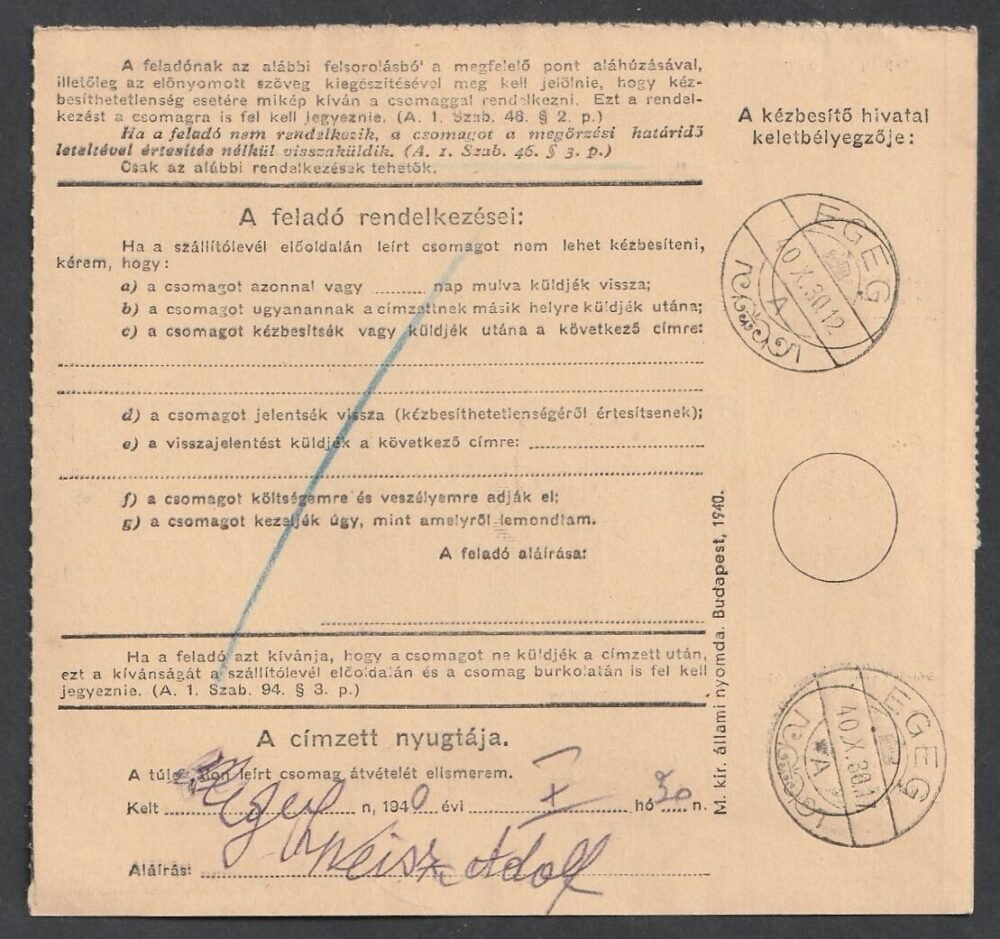 A feladónak az alábbi felsorolásbó' a megfelelő pont aláhúzásával,
illetőleg az előnyomott szöveg kiegészítésével meg kell jelölnie, hogy kéz-
besíthetetlenség esetére mikép kíván a csomaggal rendelkezni. Ezt a rendel-
kezést a csomagra is fel kell jegyeznie. (A. 1. Szab. 46. § 2. p.)
Ha a feladó nem rendelkezik, a csomagot a megőrzési határidő
leteltével értesítés nélkül visszaküldik. (A. 1. Szab. 46. § 3. p.)
Csak az alábbi rendelkezések tehetők.
A feladó rendelkezései:
Ha a szállítólevél előoldalán leírt csomagot nem lehet kézbesíteni,
kérem, hogy:
a) a csomagot azonnal vagy ........ nap mulva küldjék vissza;
b) a csomagot ugyanannak a címzettnek másik helyre küldjék utána;
c) a csomagot kézbesítsék vagy küldjék utána a következő címre:
d) a csomagot jelentsék vissza (kézbesíthetetlenségéről értesítsenek);
e) a visszajelentést küldjék a következő címre:
f) a csomagot költségemre és veszélyemre adják el;
g) a csomagot kezeljék úgy, mint amelyről lemondtam.
A feladó aláírása:
Ha a feladó azt kívánja, hogy a csomagot ne küldjék a címzett után,
ezt a kívánságát a szállítólevél előoldalán és a csomag burkolatán is fel kell
jegyeznie. (A. 1. Szab. 94. § 3. p.)
A címzett nyugtája.
A túloldalon leírt csomag átvételét elismerem.
Kelt Egeg n, 1940 évi X hó 30 n.
Aláírás: Weisz Adolf
M. kir. állami nyomda. Budapest, 1940.
A kézbesítő hivatal
keletbélyegzője:
EGEG
40 X. 30. 12
A
EGEG
40 X. 30. 1
A